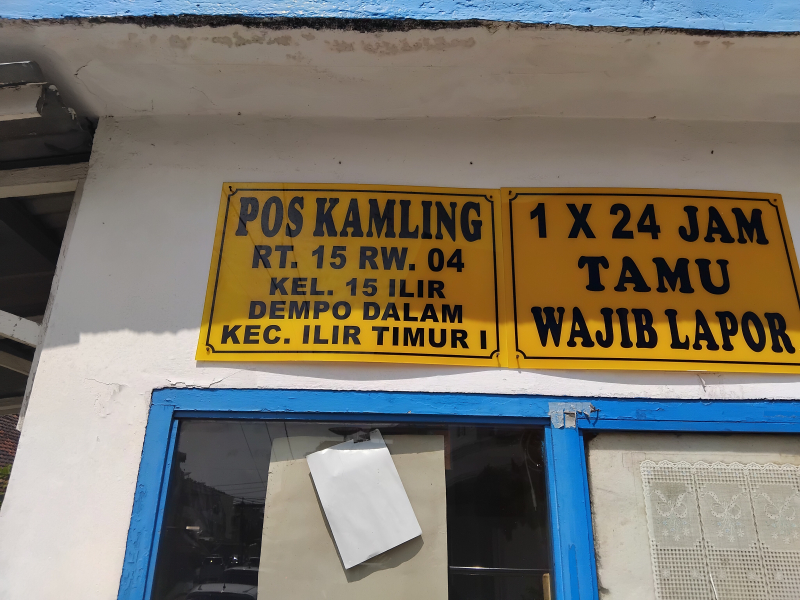 POS KAMLING
RT. 15 RW. 04
KEL. 15 ILIR
DEMPO DALAM
KEC. ILIR TIMUR I
1 X 24 JAM
TAMU
WAJIB LAPOR